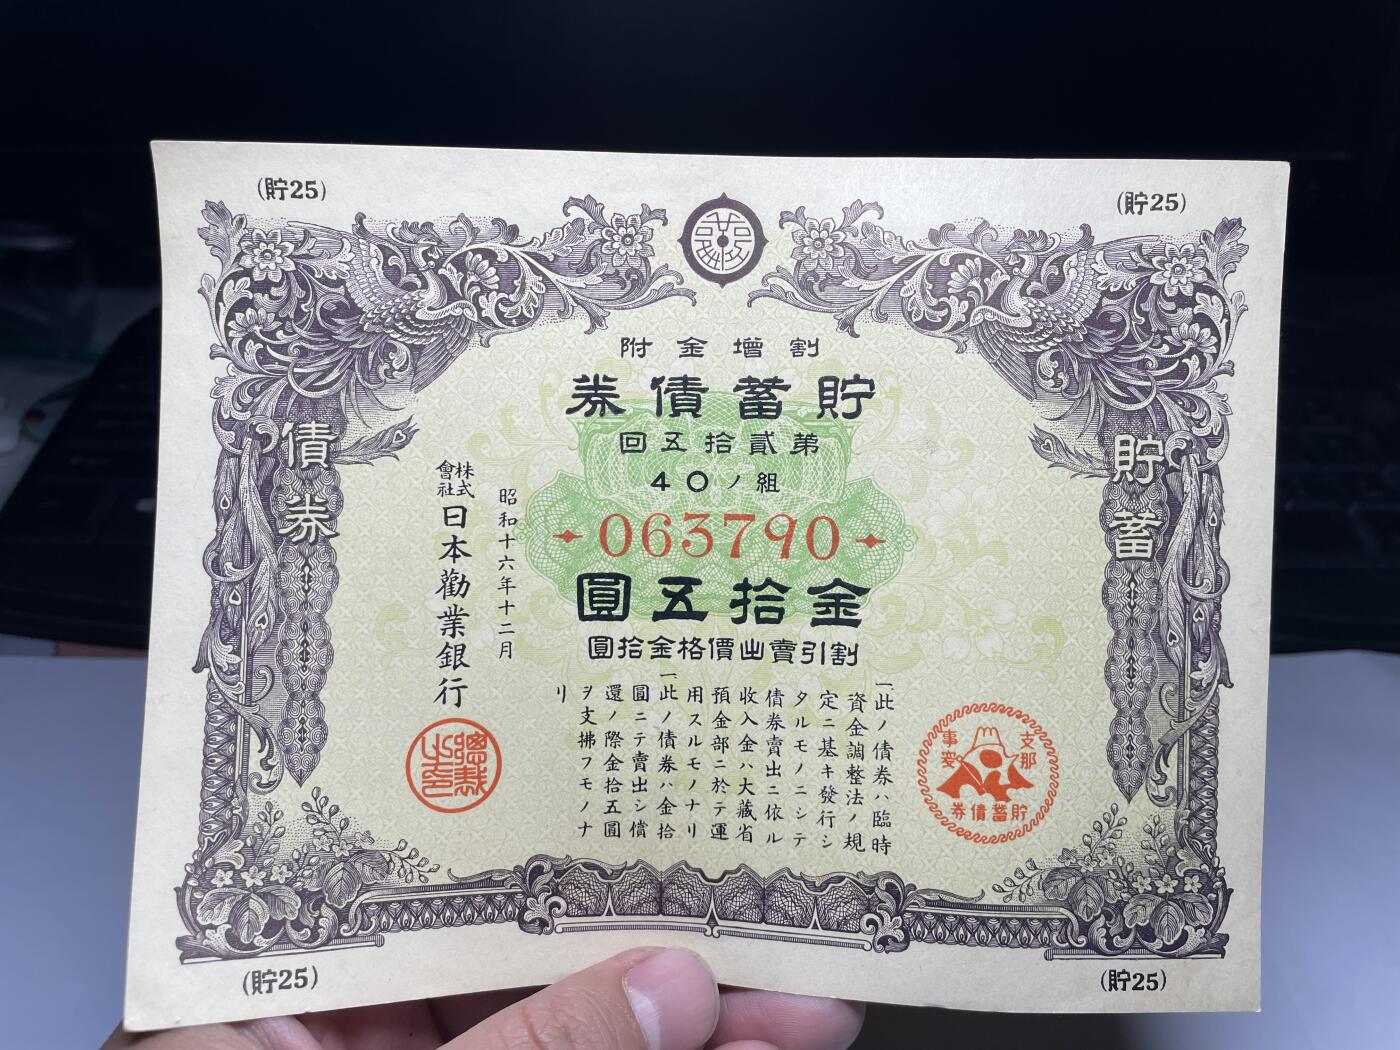 (貯25)
(貯25)
割增金附
貯蓄債券
第貳拾五回
40ノ組
063790
金拾五圓
割引賣出價格金拾圓
貯蓄
債券
一、此ノ債券ハ臨時
資金調整法ノ規
定ニ基キ發行シ
タルモノニシテ
債券賣出ニ依ル
收入金ハ大藏省
預金部ニ於テ運
用スルモノナリ
一、此ノ債券ハ金拾
圓ニテ賣出シ償
還ノ際金拾五圓
ヲ支拂フモノナ
リ
昭和十六年十二月
株式會社日本勸業銀行
總裁之印
支那
事變
貯蓄債券
(貯25)
(貯25)